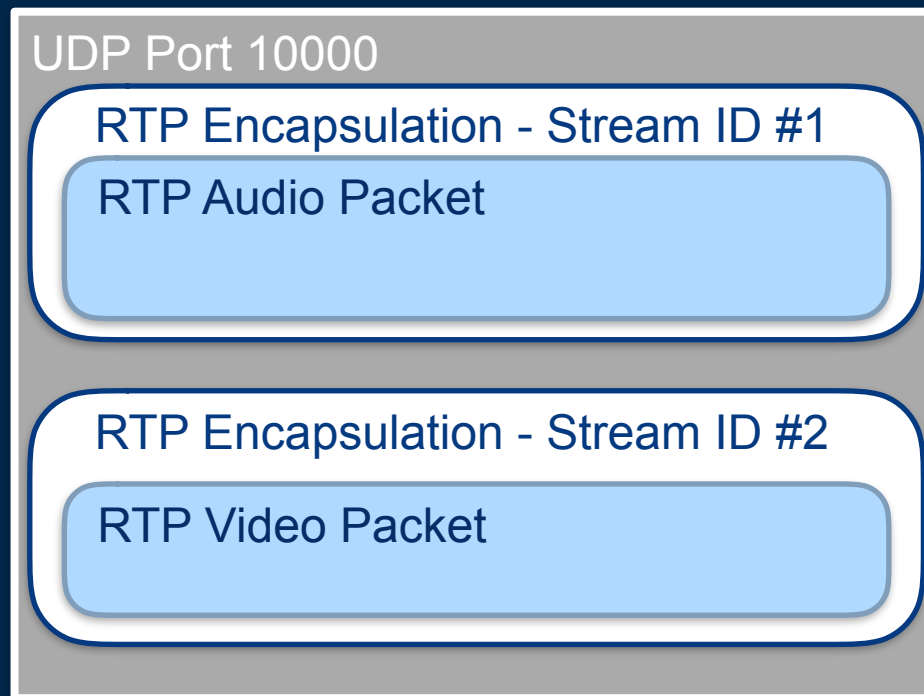 UDP Port 10000
RTP Encapsulation - Stream ID #1
RTP Audio Packet
RTP Encapsulation - Stream ID #2
RTP Video Packet